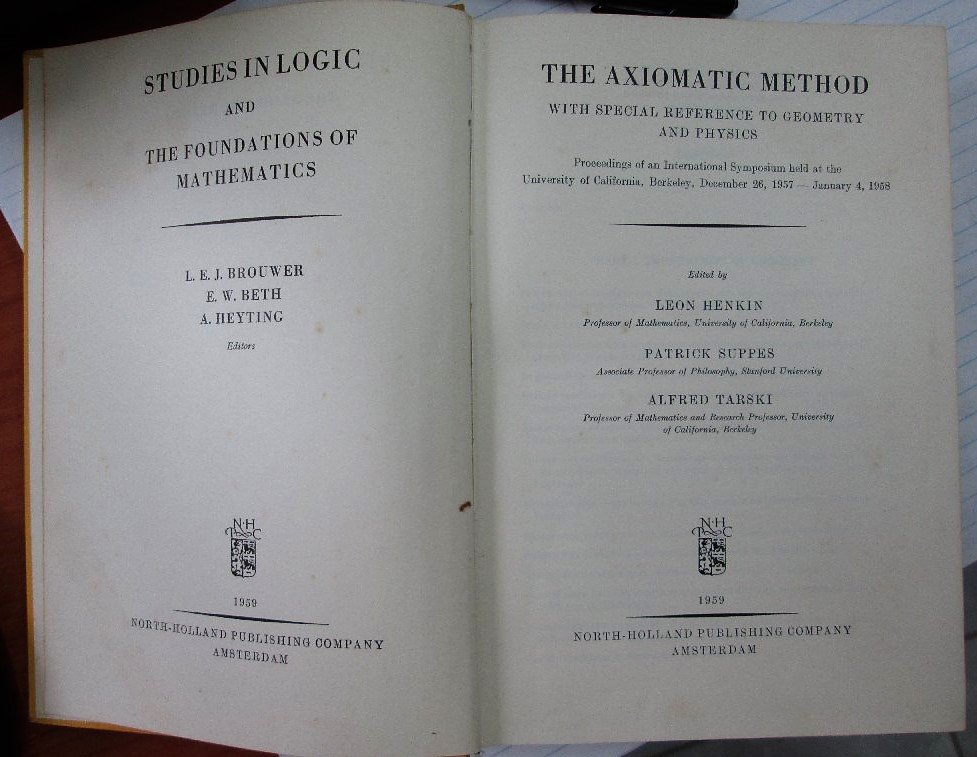 STUDIES IN LOGIC
AND
THE FOUNDATIONS OF
MATHEMATICS
L. E. J. BROUWER
E. W. BETH
A. HEYTING
Editors
N·H
P C
1959
NORTH-HOLLAND PUBLISHING COMPANY
AMSTERDAM
THE AXIOMATIC METHOD
WITH SPECIAL REFERENCE TO GEOMETRY
AND PHYSICS
Proceedings of an International Symposium held at the
University of California, Berkeley, December 26, 1957 — January 4, 1958
Edited by
LEON HENKIN
Professor of Mathematics, University of California, Berkeley
PATRICK SUPPES
Associate Professor of Philosophy, Stanford University
ALFRED TARSKI
Professor of Mathematics and Research Professor, University
of California, Berkeley
N·H
P C
1959
NORTH-HOLLAND PUBLISHING COMPANY
AMSTERDAM